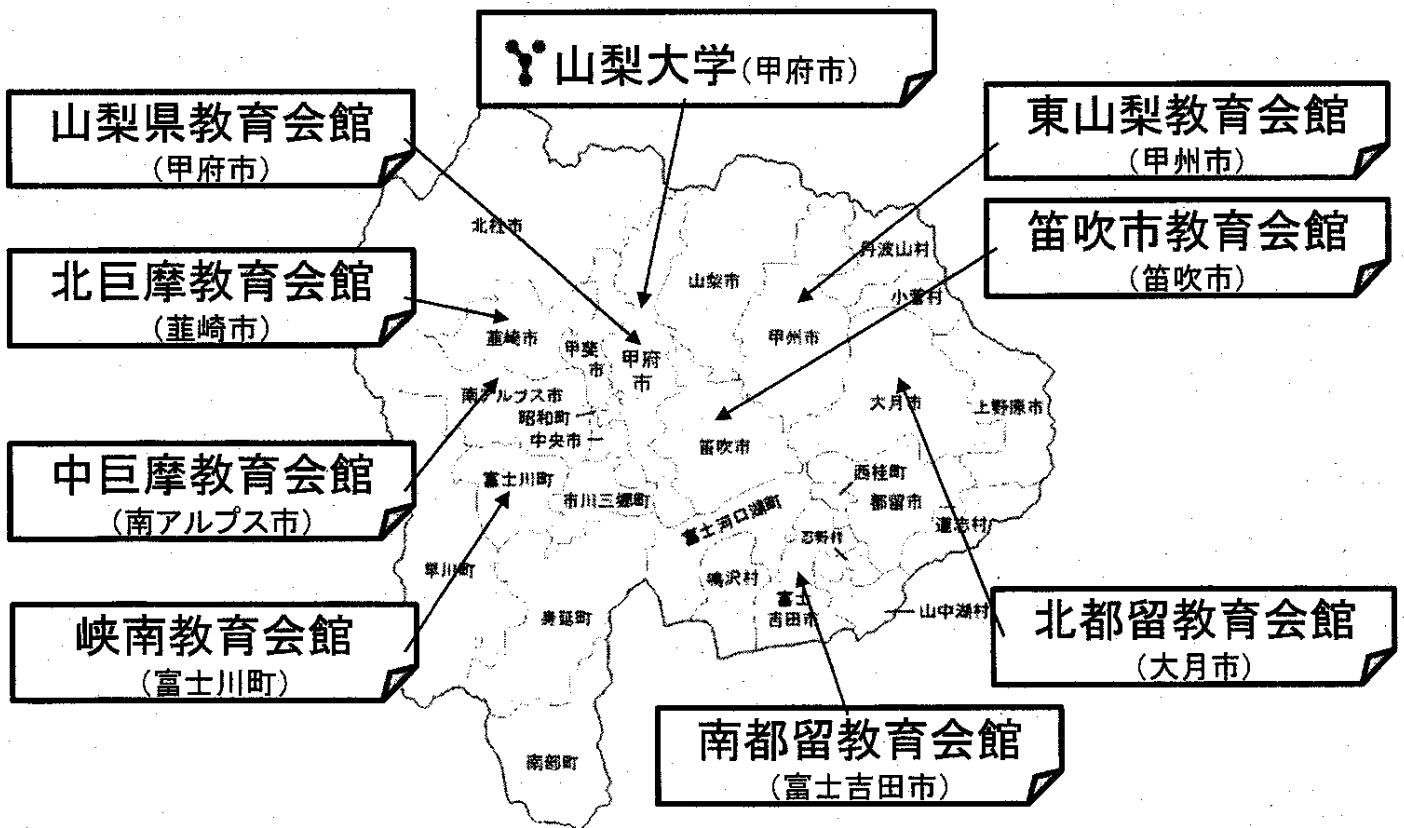 山梨大学(甲府市)
山梨県教育会館
(甲府市)
東山梨教育会館
(甲州市)
笛吹市教育会館
(笛吹市)
北巨摩教育会館
(韮崎市)
中巨摩教育会館
(南アルプス市)
峡南教育会館
(富士川町)
北都留教育会館
(大月市)
南都留教育会館
(富士吉田市)
北杜市
丹波山村
山梨市
小菅村
韮崎市
甲斐
市
甲府
市
甲州市
南アルプス市
昭和町
中央市
大月市
上野原市
笛吹市
富士川町
市川三郷町
西桂町
都留市
富士河口湖町
忍野村
道志村
早川町
鳴沢村
富士
吉田市
山中湖村
身延町
南部町